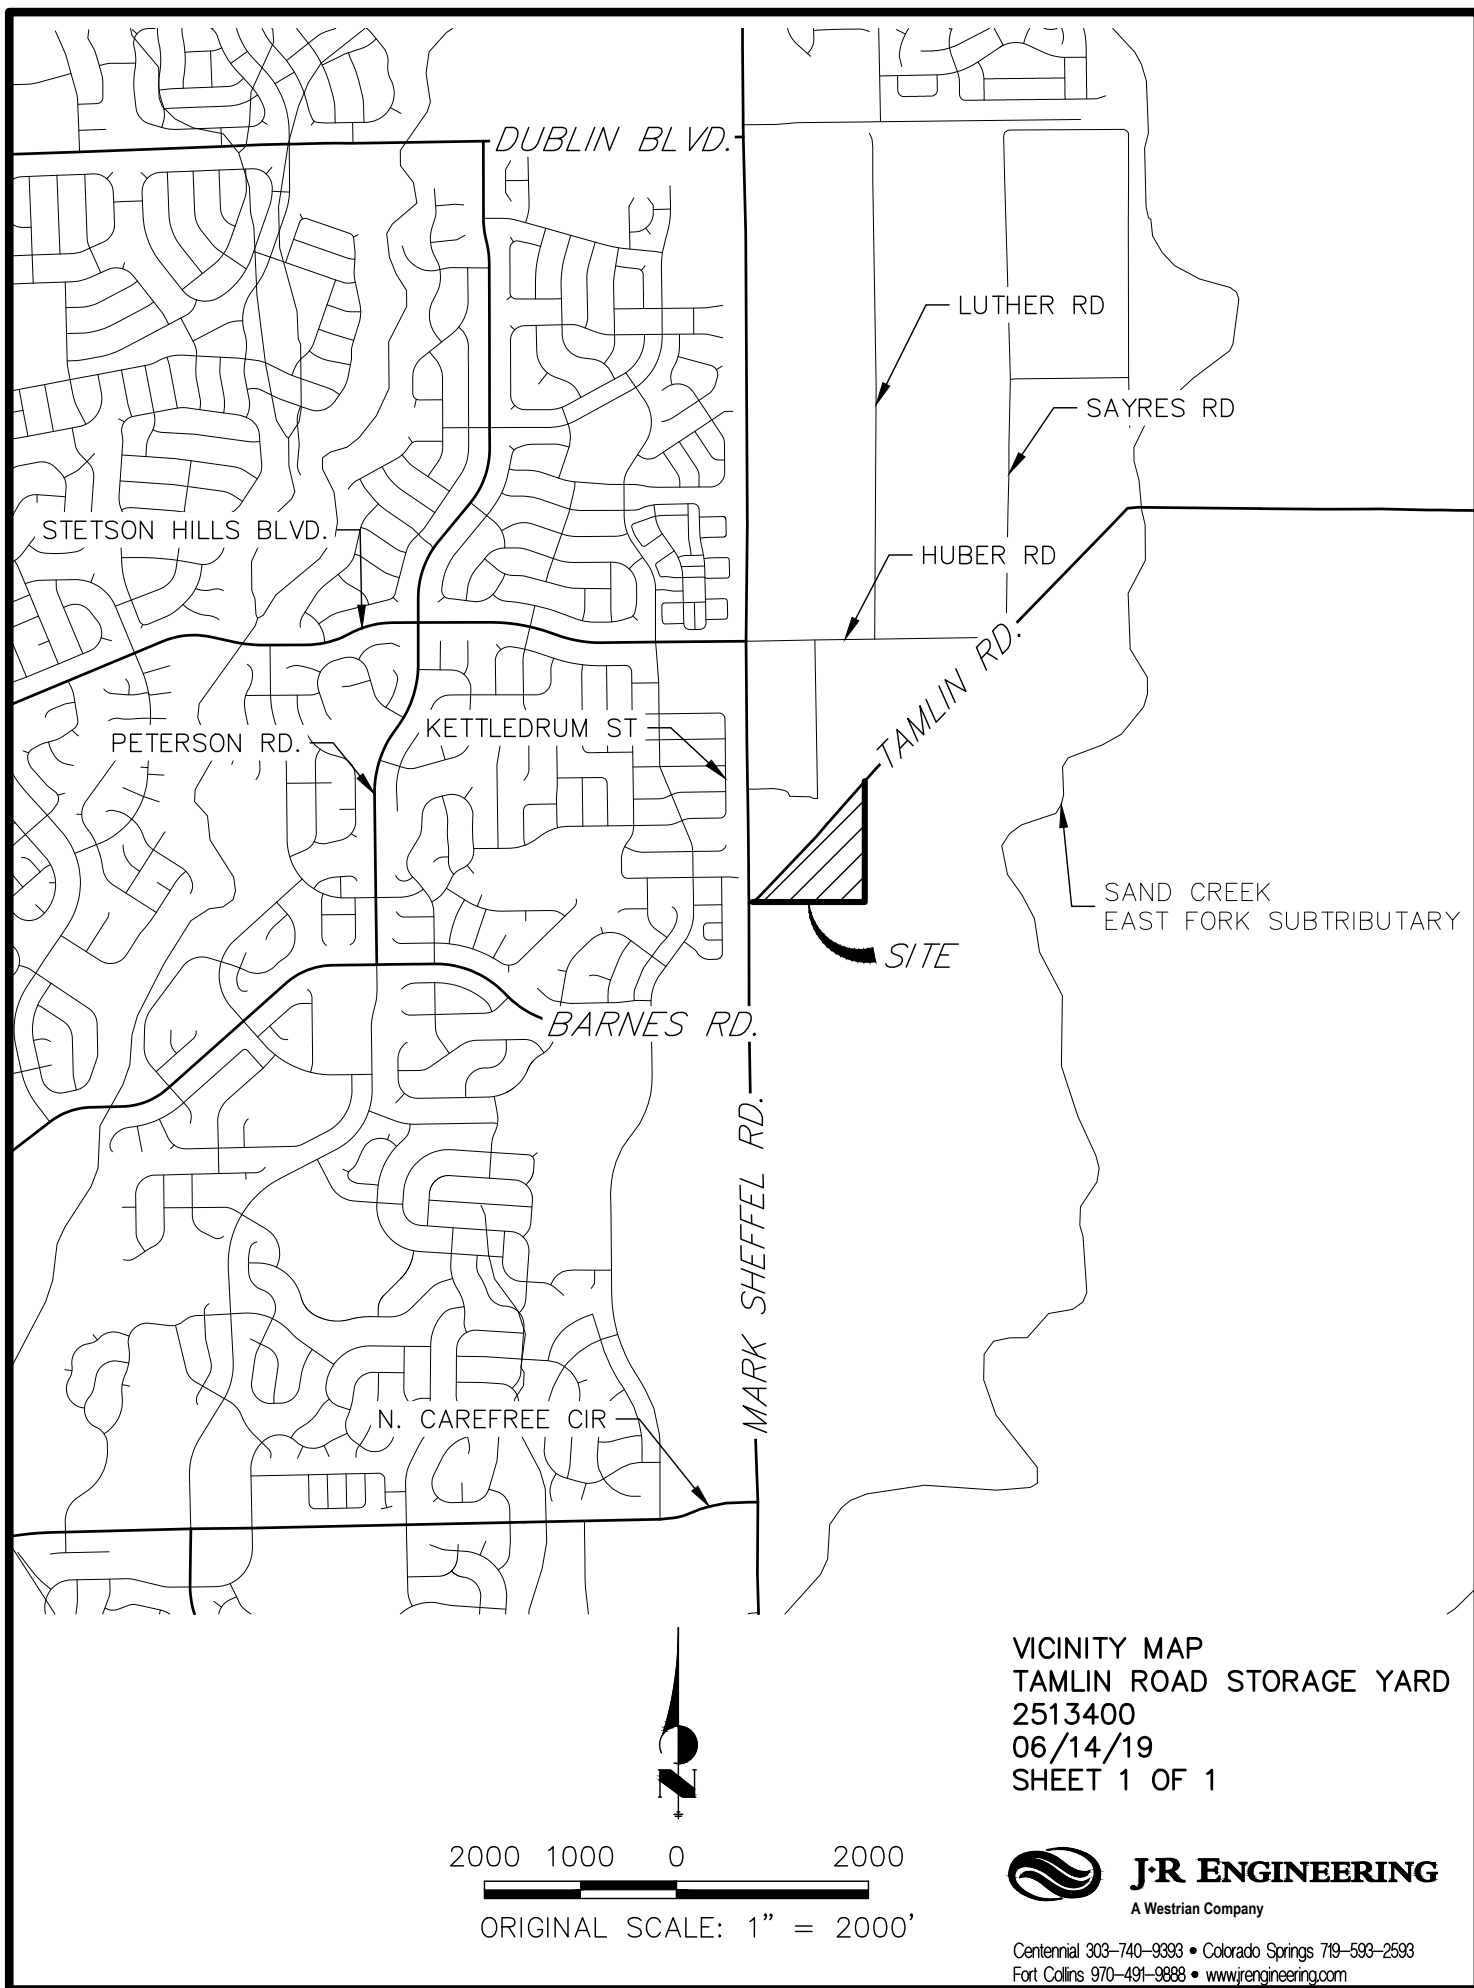 DUBLIN BLVD.
LUTHER RD
SAYRES RD
STETSON HILLS BLVD.
HUBER RD
TAMLIN RD.
KETTLEDRUM ST
PETERSON RD.
SAND CREEK
EAST FORK SUBTRIBUTARY
SITE
BARNES RD.
MARK SHEFFEL RD.
N. CAREFREE CIR
VICINITY MAP
TAMLIN ROAD STORAGE YARD
2513400
06/14/19
SHEET 1 OF 1
N
2000 1000 0 2000
ORIGINAL SCALE: 1" = 2000'
J·R ENGINEERING
A Westrian Company
Centennial 303–740–9393 • Colorado Springs 719–593–2593
Fort Collins 970–491–9888 • www.jrengineering.com